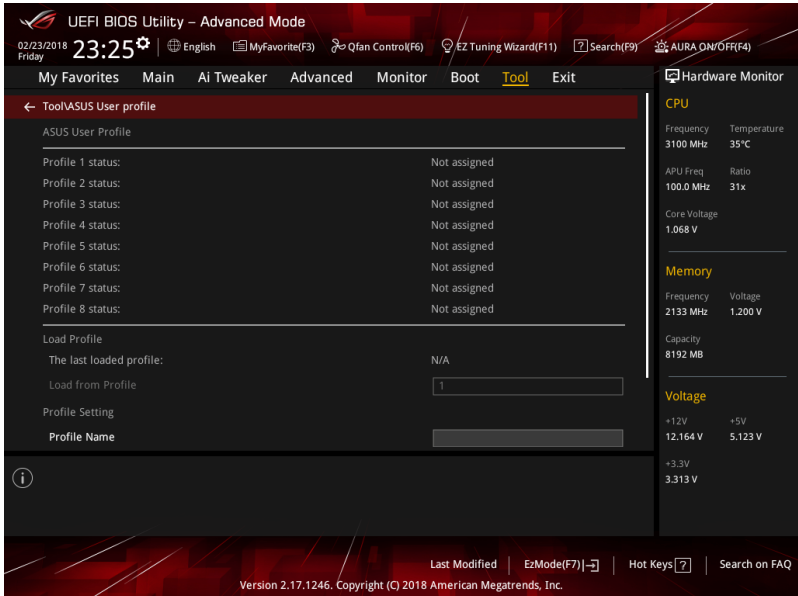 UEFI BIOS Utility – Advanced Mode
02/23/2018 Friday 23:25 English MyFavorite(F3) Qfan Control(F6) EZ Tuning Wizard(F11) ? Search(F9) AURA ON/OFF(F4)
My Favorites Main Ai Tweaker Advanced Monitor Boot Tool Exit
← Tool\ASUS User profile
ASUS User Profile
Profile 1 status: Not assigned
Profile 2 status: Not assigned
Profile 3 status: Not assigned
Profile 4 status: Not assigned
Profile 5 status: Not assigned
Profile 6 status: Not assigned
Profile 7 status: Not assigned
Profile 8 status: Not assigned
Load Profile
The last loaded profile: N/A
Load from Profile 1
Profile Setting
Profile Name
Hardware Monitor
CPU
Frequency Temperature
3100 MHz 35°C
APU Freq Ratio
100.0 MHz 31x
Core Voltage
1.068 V
Memory
Frequency Voltage
2133 MHz 1.200 V
Capacity
8192 MB
Voltage
+12V +5V
12.164 V 5.123 V
+3.3V
3.313 V
Last Modified EzMode(F7) Hot Keys ? Search on FAQ
Version 2.17.1246. Copyright (C) 2018 American Megatrends, Inc.